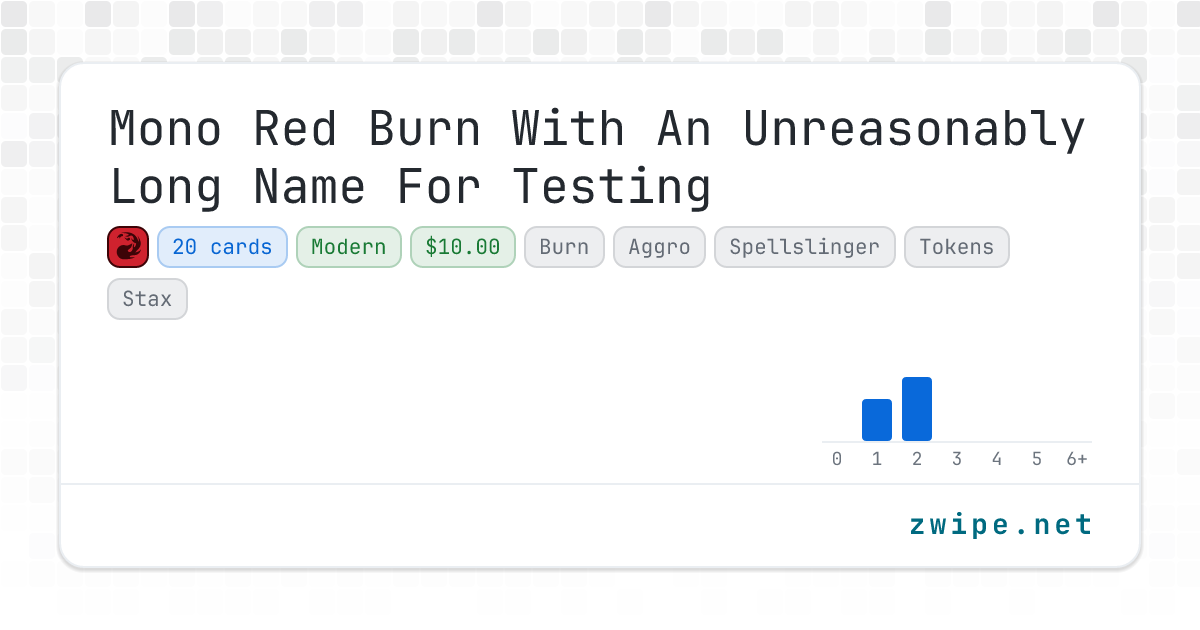 Mono Red Burn With An Unreasonably
Long Name For Testing
20 cards Modern $10.00 Burn Aggro Spellslinger Tokens
Stax
0 1 2 3 4 5 6+
zwipe.net